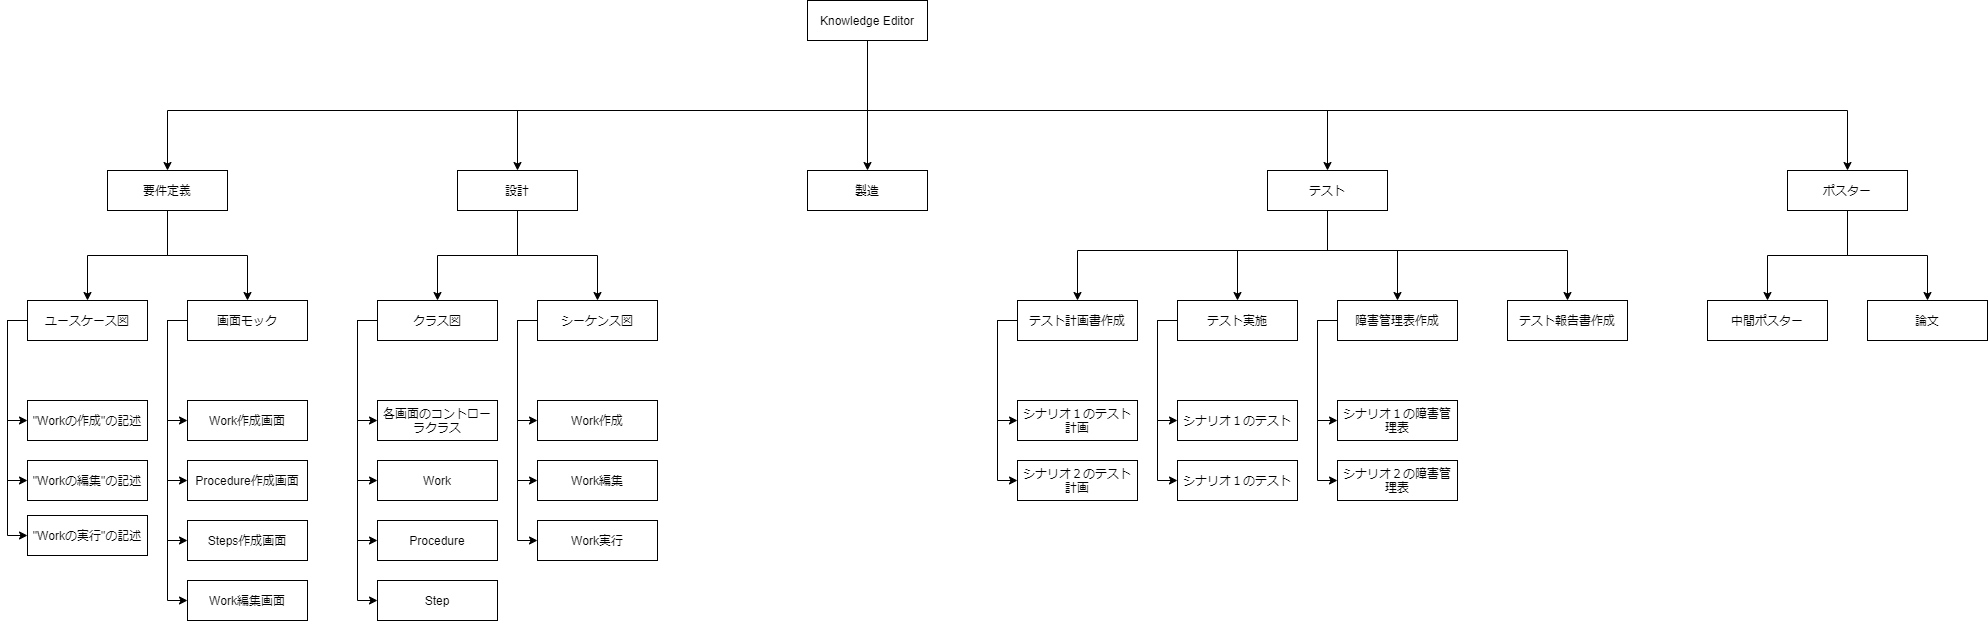 Knowledge Editor
要件定義
設計
製造
テスト
ポスター
ユースケース図
画面モック
クラス図
シーケンス図
テスト計画書作成
テスト実施
障害管理表作成
テスト報告書作成
中間ポスター
論文
"Workの作成"の記述
Work作成画面
各画面のコントロー
ラクラス
Work作成
シナリオ１のテスト
計画
シナリオ１のテスト
シナリオ１の障害管
理表
"Workの編集"の記述
Procedure作成画面
Work
Work編集
シナリオ２のテスト
計画
シナリオ１のテスト
シナリオ２の障害管
理表
"Workの実行"の記述
Steps作成画面
Procedure
Work実行
Work編集画面
Step